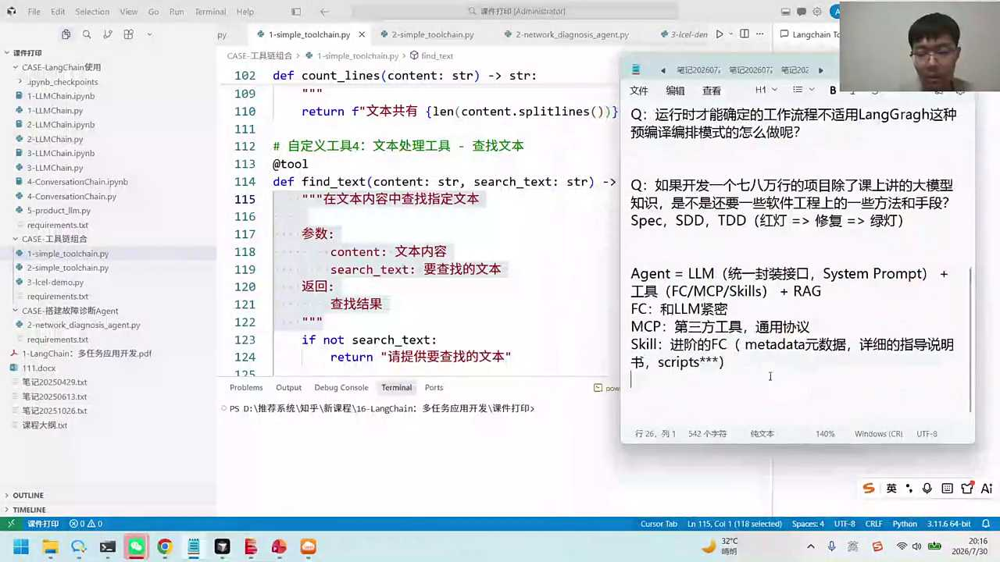 File Edit Selection View Go Run Terminal Help
课件打印 [Administrator]
py
1-simple_toolchain.py
2-simple_toolchain.py
2-network_diagnosis_agent.py
3-lcel-den
Langchain To
课件打印
CASE-LangChain使用
.ipynb_checkpoints
1-LLMChain.ipynb
1-LLMChain.py
2-LLMChain.ipynb
2-LLMChain.py
3-LLMChain.ipynb
3-LLMChain.py
4-ConversationChain.ipynb
4-ConversationChain.py
5-product_llm.py
requirements.txt
CASE-工具链组合
1-simple_toolchain.py
2-simple_toolchain.py
3-lcel-demo.py
requirements.txt
CASE-搭建故障诊断Agent
2-network_diagnosis_agent.py
requirements.txt
1-LangChain：多任务应用开发.pdf
111.docx
笔记20250429.txt
笔记20250613.txt
笔记20251026.txt
课程大纲.txt
OUTLINE
TIMELINE
CASE-工具链组合 > 1-simple_toolchain.py > find_text
102 def count_lines(content: str) -> str:
109 """
110 return f"文本共有 {len(content.splitlines())}
111
112 # 自定义工具4：文本处理工具 - 查找文本
113 @tool
114 def find_text(content: str, search_text: str) ->
115 """在文本内容中查找指定文本
116
117 参数:
118 content: 文本内容
119 search_text: 要查找的文本
120 返回:
121 查找结果
122 """
123 if not search_text:
124 return "请提供要查找的文本"
125
Problems Output Debug Console Terminal Ports
pow
PS D:\推荐系统\知乎\新课程\16-LangChain：多任务应用开发\课件打印>
笔记202607 笔记202607 笔记202
文件 编辑 查看 H1 B
Q：运行时才能确定的工作流程不适用LangGragh这种
预编译编排模式的怎么做呢？
Q：如果开发一个七八万行的项目除了课上讲的大模型
知识，是不是还要一些软件工程上的一些方法和手段？
Spec，SDD，TDD（红灯 => 修复 => 绿灯）
Agent = LLM（统一封装接口，System Prompt） +
工具（FC/MCP/Skills） + RAG
FC：和LLM紧密
MCP：第三方工具，通用协议
Skill：进阶的FC（ metadata元数据，详细的指导说明
书，scripts***）
行 26，列 1 542 个字符 纯文本 140% Windows (CRI UTF-8
英
课件打印 0 0 Cursor Tab Ln 115, Col 1 (118 selected) Spaces: 4 UTF-8 CRLF Python 3.11.6 64-bit
32°C
晴朗
英
20:16
2026/7/30